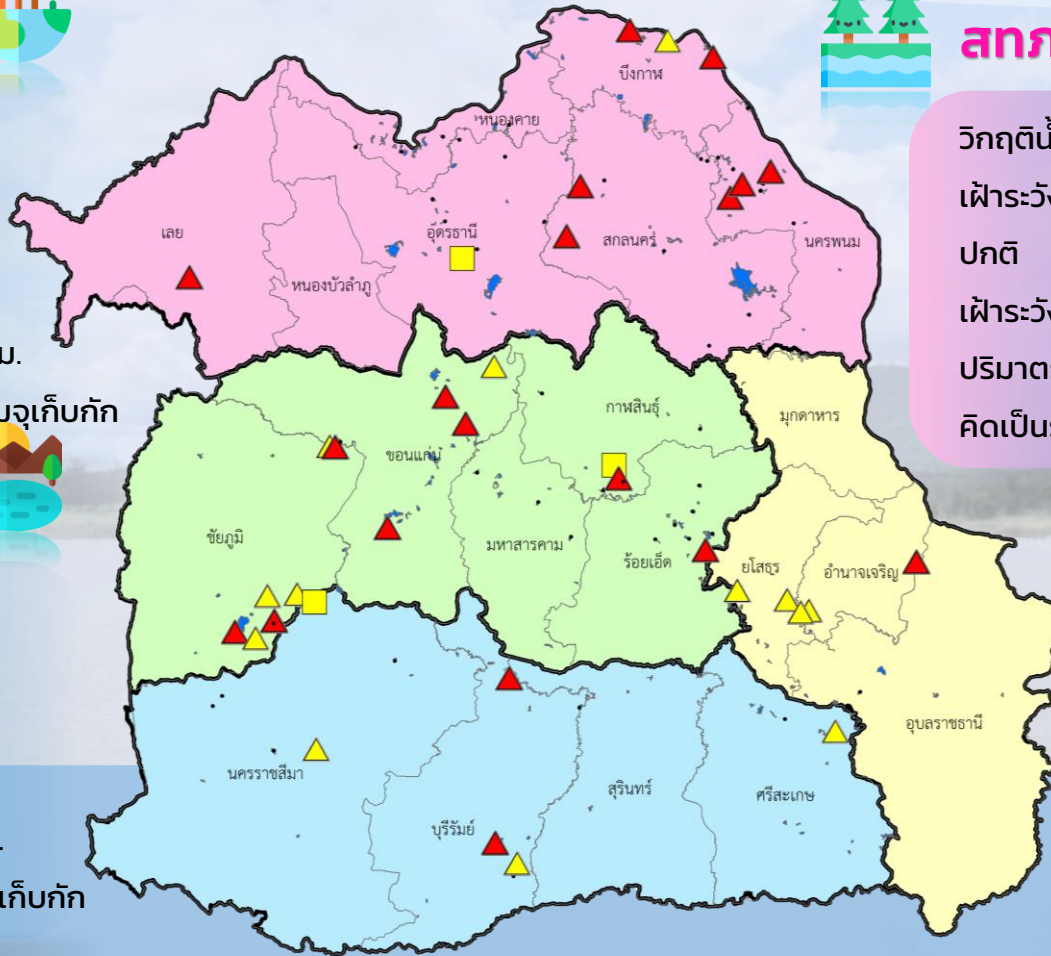 สทภ
วิกฤติน้
เฝ้าระวัง
ปกติ
เฝ้าระวัง
ปริมาตร
คิดเป็นร
ม.
มจุเก็บกัก
.
เก็บกัก
บึงกาฬ
หนองคาย
เลย
อุดรธานี
สกลนคร
นครพนม
หนองบัวลำภู
กาฬสินธุ์
มุกดาหาร
ขอนแก่น
ชัยภูมิ
มหาสารคาม
ร้อยเอ็ด
ยโสธร
อำนาจเจริญ
อุบลราชธานี
นครราชสีมา
สุรินทร์
ศรีสะเกษ
บุรีรัมย์